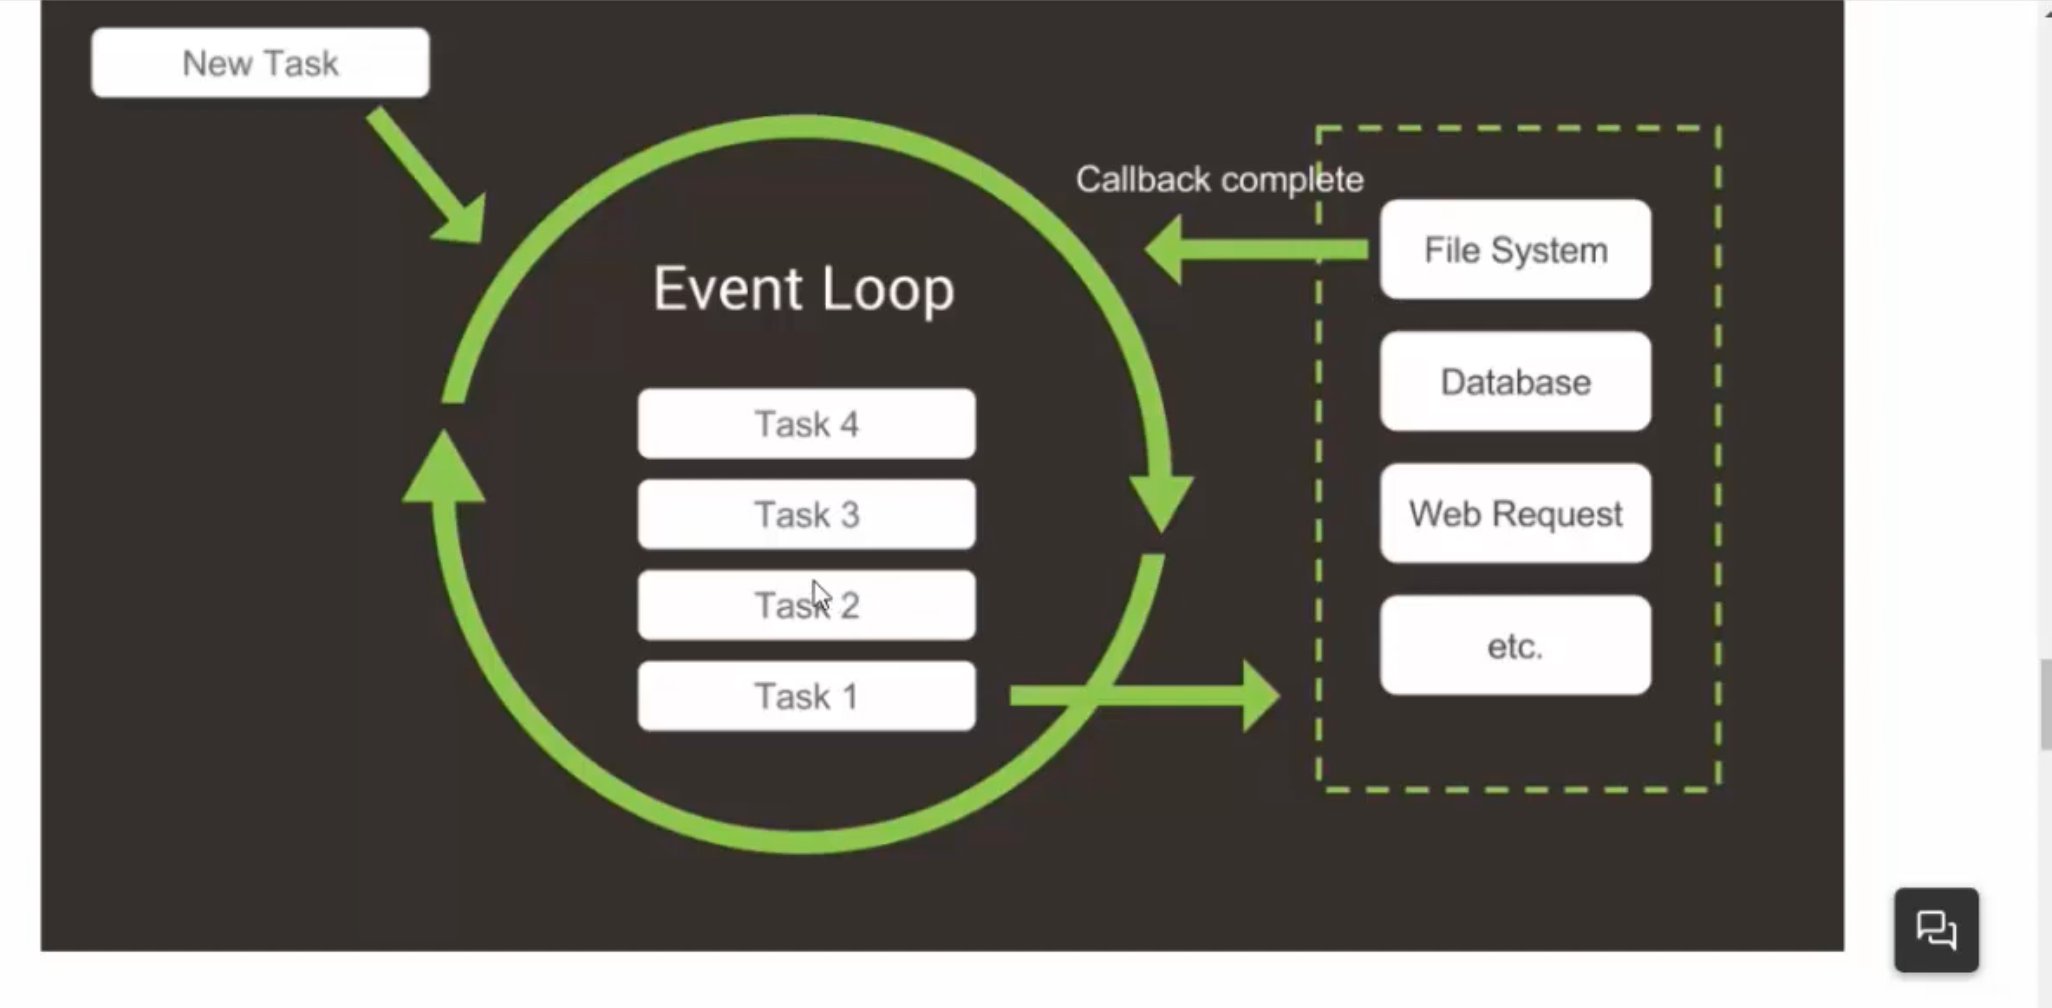 New Task
Callback complete
File System
Event Loop
Database
Task 4
Task 3
Web Request
Task 2
etc.
Task 1